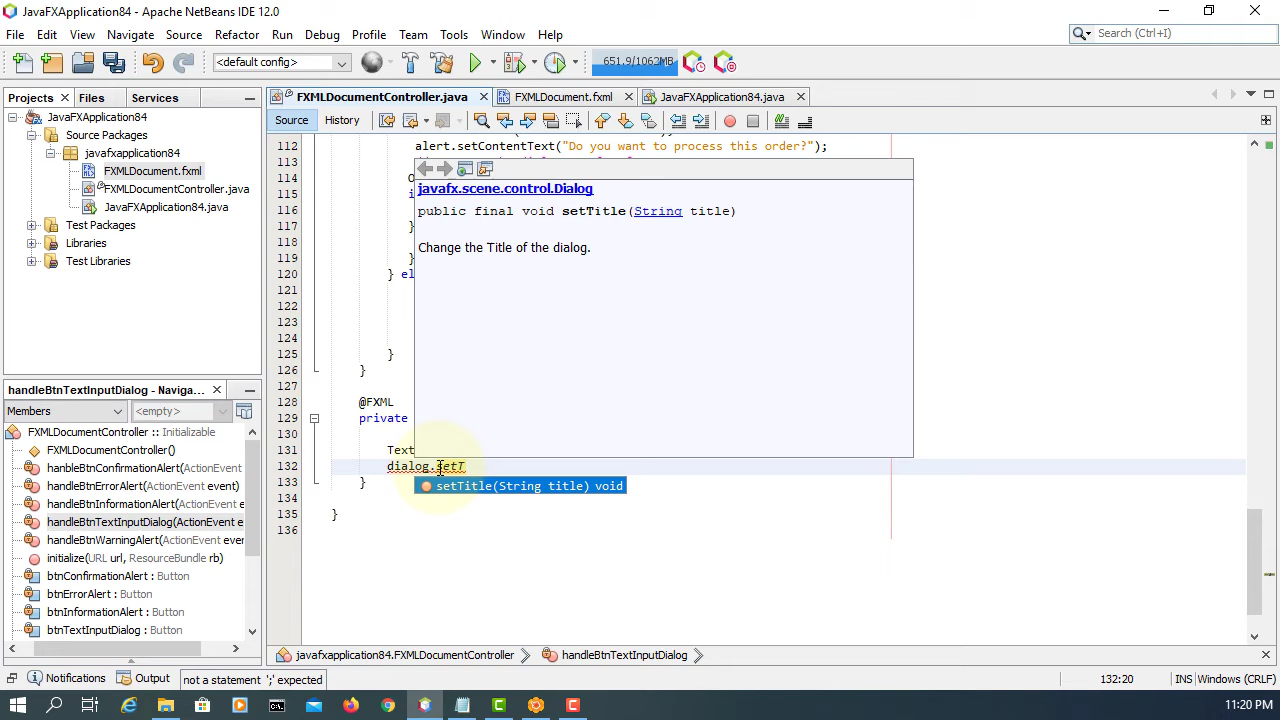 JavaFXApplication84 - Apache NetBeans IDE 12.0
File Edit View Navigate Source Refactor Run Debug Profile Team Tools Window Help
Search (Ctrl+I)
<default config>
651.9/1062MB
Projects
Files
Services
FXMLDocumentController.java
FXMLDocument.fxml
JavaFXApplication84.java
Source
History
JavaFXApplication84
Source Packages
javafxapplication84
FXMLDocument.fxml
FXMLDocumentController.java
JavaFXApplication84.java
Test Packages
Libraries
Test Libraries
112 alert.setContentText("Do you want to process this order?");
113
114 O
115 i
116 }
117
118
119 }
120 } el
121
122
123
124
125 }
126 }
127
128 @FXML
129 private
130
131 Text
132 dialog.setT
133 }
134
135 }
136
javafx.scene.control.Dialog
public final void setTitle(String title)
Change the Title of the dialog.
setTitle(String title) void
handleBtnTextInputDialog - Naviga...
Members
<empty>
FXMLDocumentController :: Initializable
FXMLDocumentController()
hanbleBtnConfirmationAlert(ActionEvent
handleBtnErrorAlert(ActionEvent event)
handleBtnInformationAlert(ActionEvent
handleBtnTextInputDialog(ActionEvent e
handleBtnWarningAlert(ActionEvent ever
initialize(URL url, ResourceBundle rb)
btnConfirmationAlert : Button
btnErrorAlert : Button
btnInformationAlert : Button
btnTextInputDialog : Button
javafxapplication84.FXMLDocumentController
handleBtnTextInputDialog
Notifications
Output
not a statement ';' expected
132:20
INS
Windows (CRLF)
11:20 PM